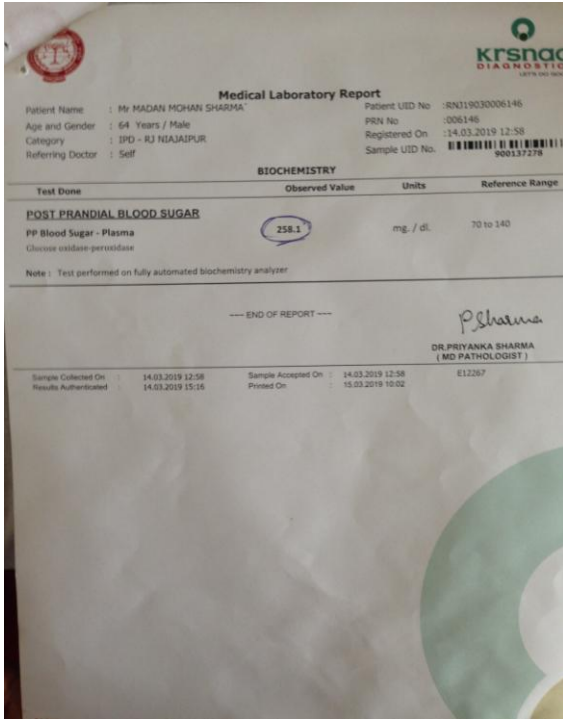 krsnaa
DIAGNOSTICS
LET'S DO GOOD
Medical Laboratory Report
Patient Name : Mr MADAN MOHAN SHARMA Patient UID No :RNJ19030006146
Age and Gender : 64 Years / Male PRN No :006146
Category : IPD - RJ NIAJAIPUR Registered On :14.03.2019 12:58
Referring Doctor : Self Sample UID No. 900137278
BIOCHEMISTRY
Test Done Observed Value Units Reference Range
POST PRANDIAL BLOOD SUGAR
PP Blood Sugar - Plasma 258.1 mg. / dl. 70 to 140
Glucose oxidase-peroxidase
Note : Test performed on fully automated biochemistry analyzer
--- END OF REPORT ---
P Sharma
DR.PRIYANKA SHARMA
( MD PATHOLOGIST )
Sample Collected On : 14.03.2019 12:58 Sample Accepted On : 14.03.2019 12:58 E12267
Results Authenticated : 14.03.2019 15:16 Printed On : 15.03.2019 10:02